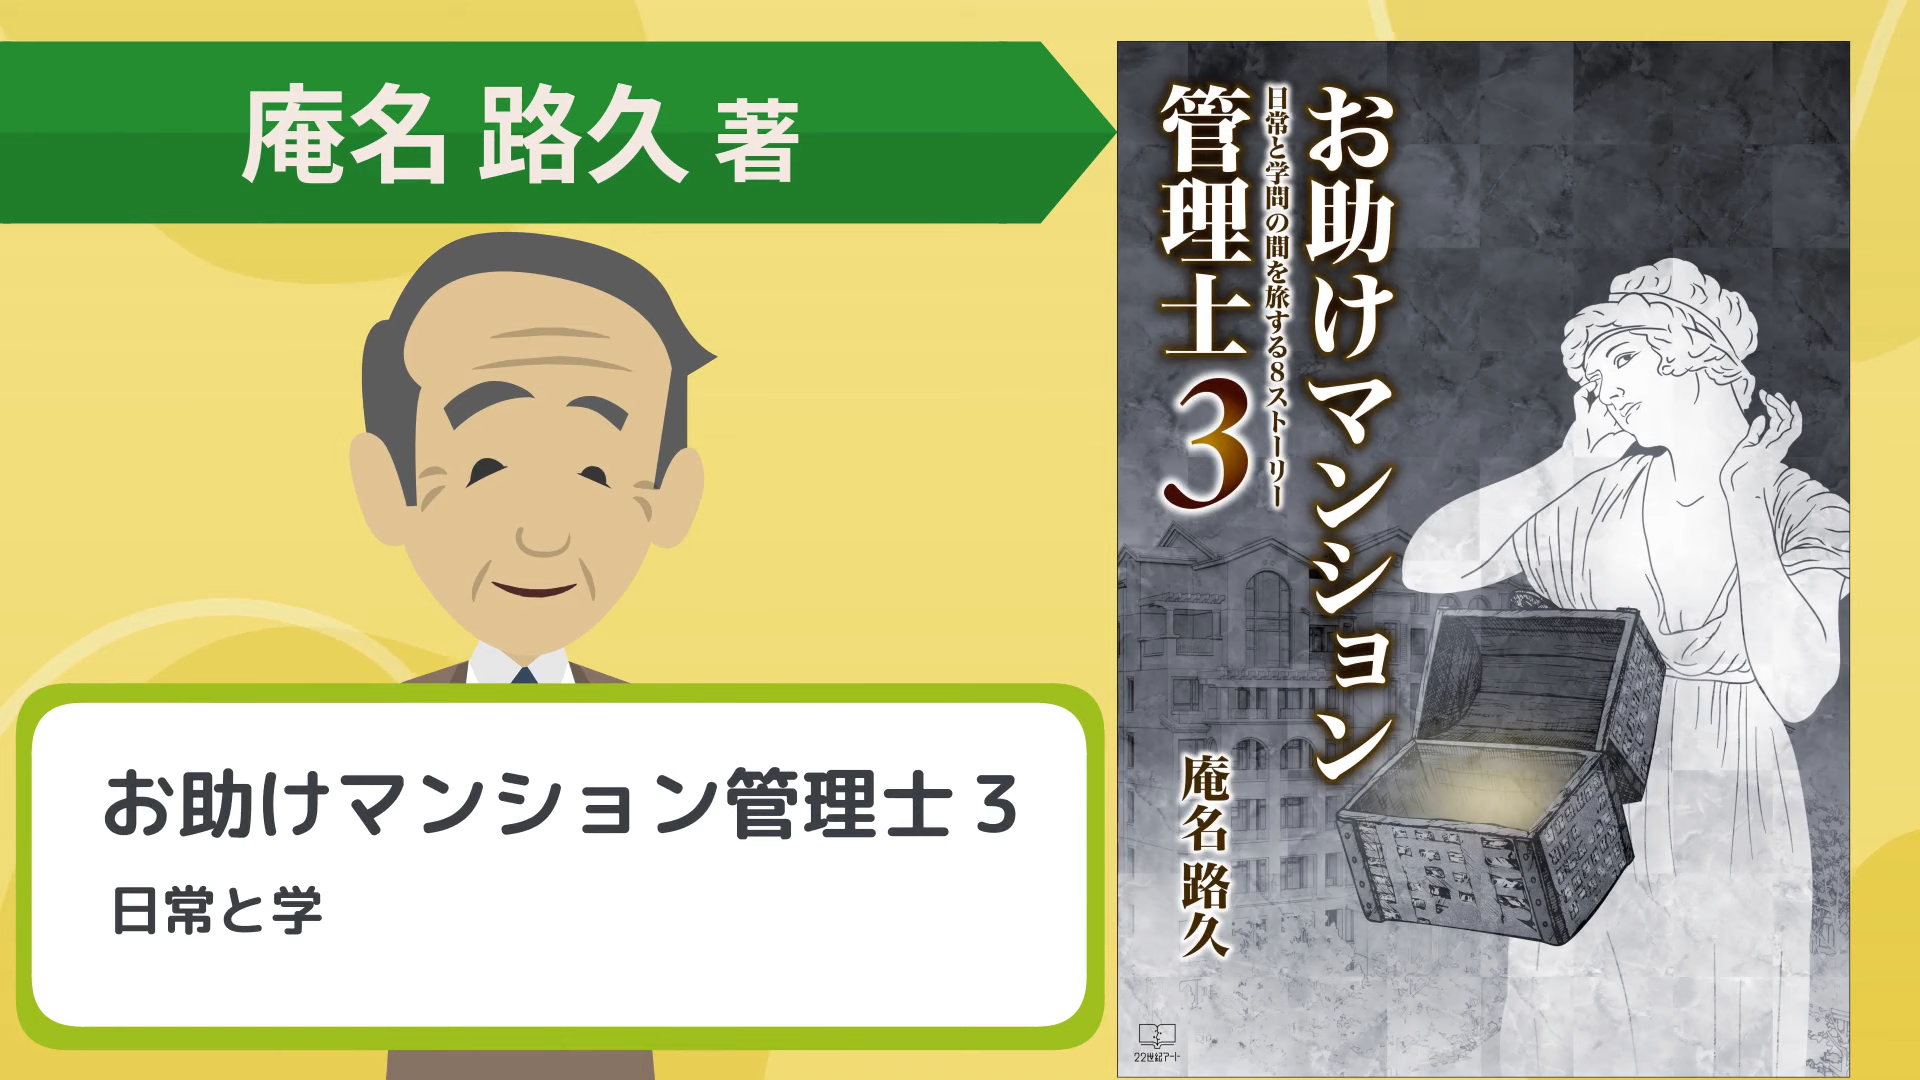 庵名 路久 著
お助けマンション管理士３
日常と学
お助けマンション
日常と学問の間を旅する8ストーリー
管理士3
庵名 路久
22世紀アート